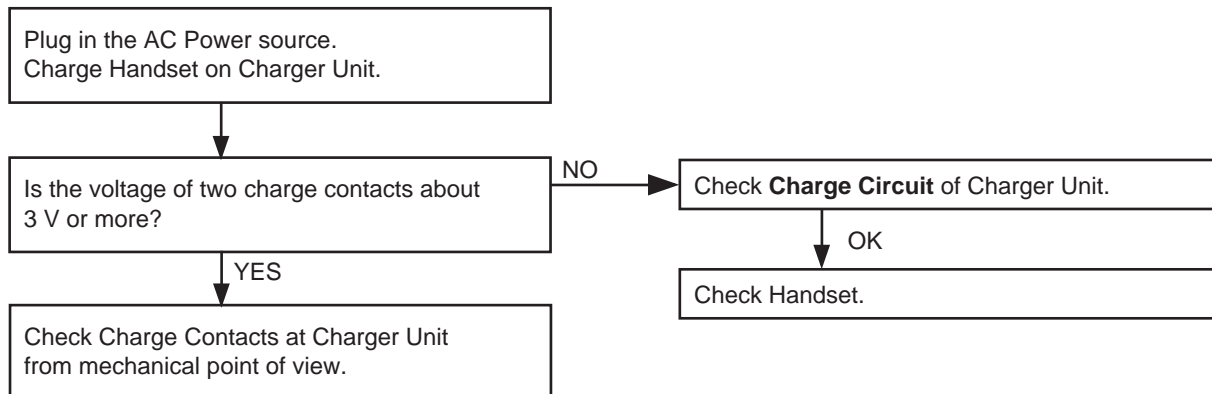 Plug in the AC Power source.
Charge Handset on Charger Unit.
Is the voltage of two charge contacts about
3 V or more?
NO
Check Charge Circuit of Charger Unit.
OK
Check Handset.
YES
Check Charge Contacts at Charger Unit
from mechanical point of view.